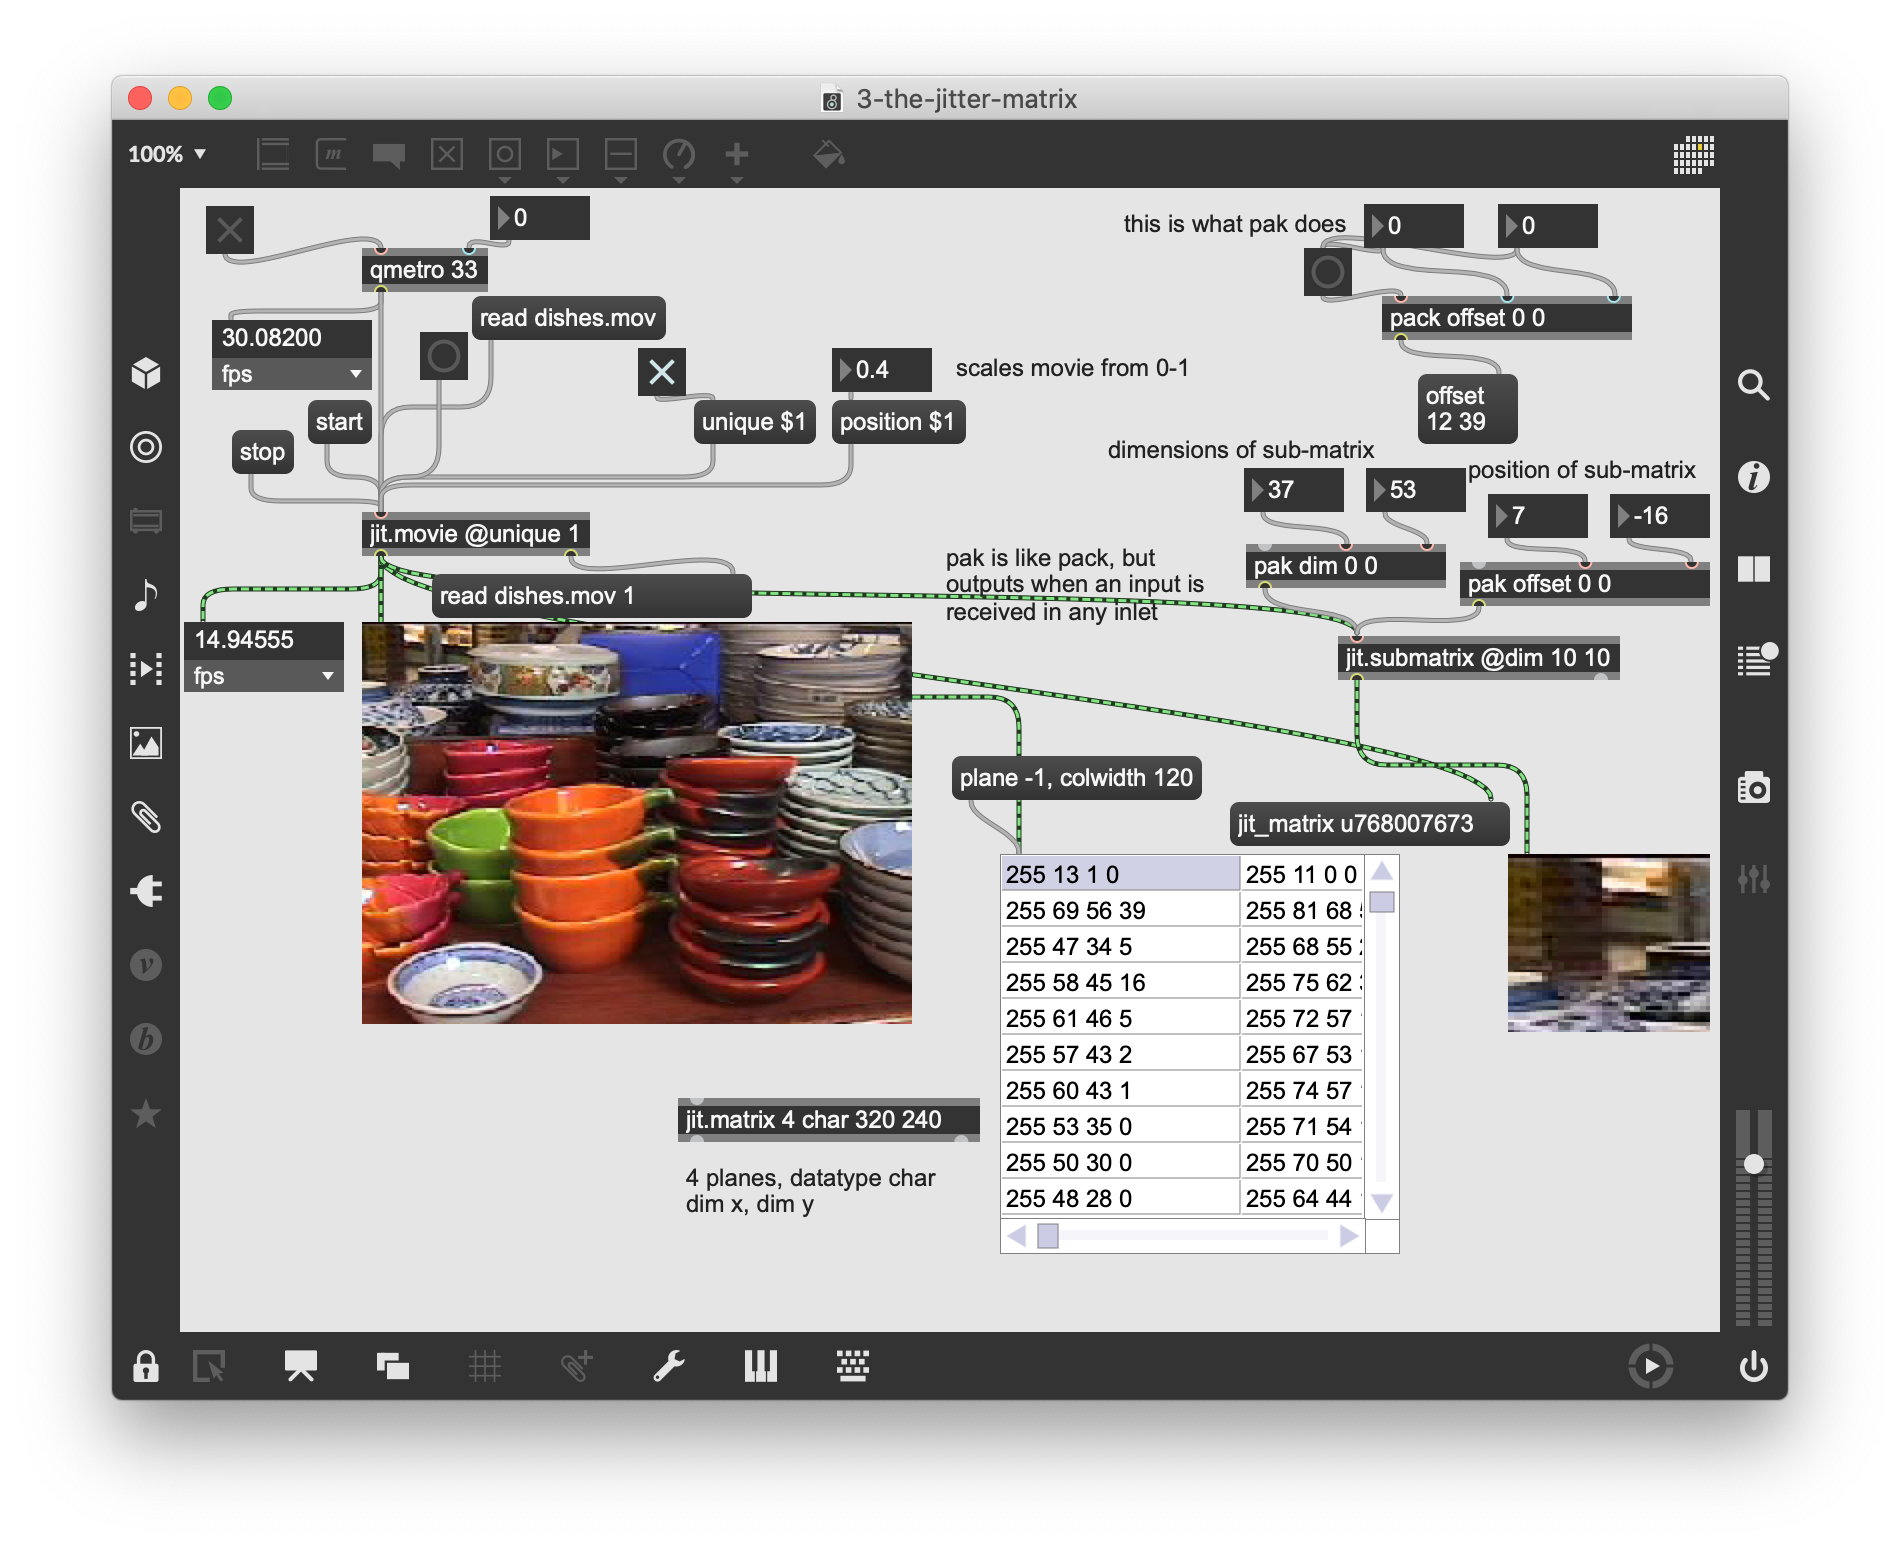 3-the-jitter-matrix
100%
0
this is what pak does
0
0
qmetro 33
read dishes.mov
pack offset 0 0
30.08200
fps
0.4
scales movie from 0-1
offset
12 39
start
unique $1
position $1
stop
dimensions of sub-matrix
position of sub-matrix
37
53
7
-16
jit.movie @unique 1
pak is like pack, but
outputs when an input is
received in any inlet
pak dim 0 0
pak offset 0 0
read dishes.mov 1
14.94555
fps
jit.submatrix @dim 10 10
plane -1, colwidth 120
jit_matrix u768007673
255 13 1 0 255 11 0 0
255 69 56 39 255 81 68
255 47 34 5 255 68 55
255 58 45 16 255 75 62
255 61 46 5 255 72 57
255 57 43 2 255 67 53
255 60 43 1 255 74 57
255 53 35 0 255 71 54
255 50 30 0 255 70 50
255 48 28 0 255 64 44
jit.matrix 4 char 320 240
4 planes, datatype char
dim x, dim y